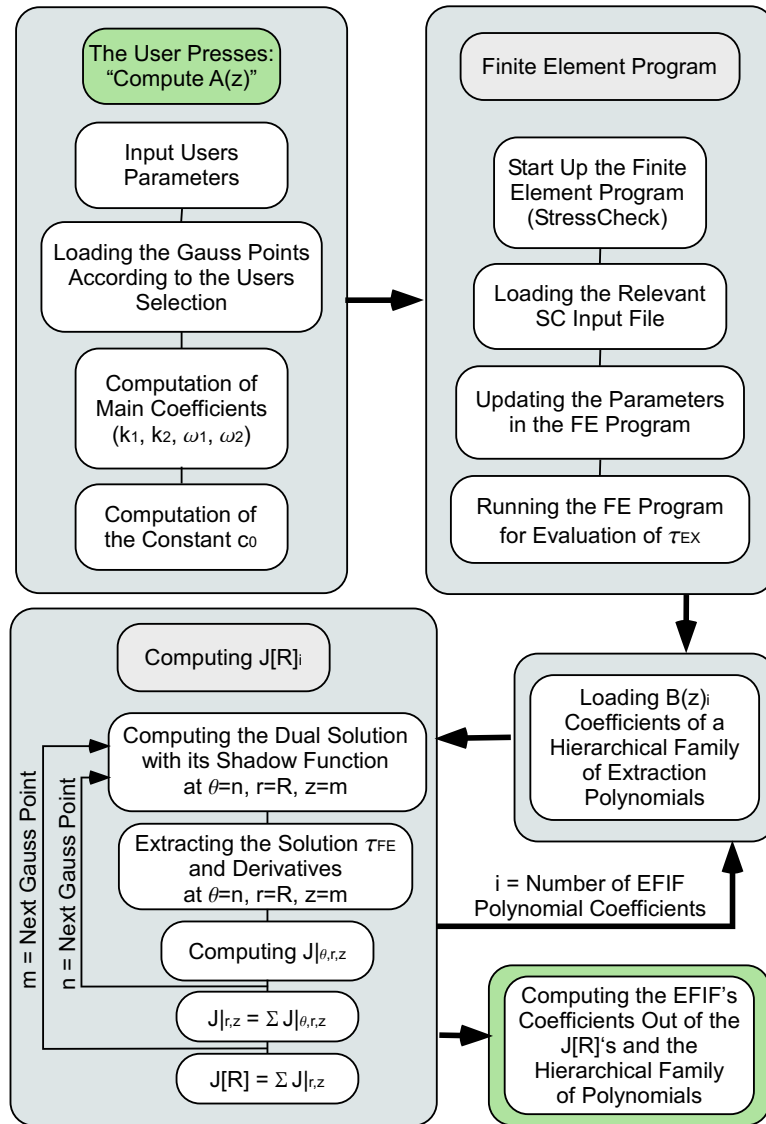 The User Presses:
“Compute A(z)”
Input Users
Parameters
Loading the Gauss Points
According to the Users
Selection
Computation of
Main Coefficients
(k1, k2, ω1, ω2)
Computation of
the Constant c0
Finite Element Program
Start Up the Finite
Element Program
(StressCheck)
Loading the Relevant
SC Input File
Updating the Parameters
in the FE Program
Running the FE Program
for Evaluation of τEX
Loading B(z)i
Coefficients of a
Hierarchical Family
of Extraction
Polynomials
Computing J[R]i
Computing the Dual Solution
with its Shadow Function
at θ=n, r=R, z=m
Extracting the Solution τFE
and Derivatives
at θ=n, r=R, z=m
Computing J|θ,r,z
J|r,z = Σ J|θ,r,z
J[R] = Σ J|r,z
m = Next Gauss Point
n = Next Gauss Point
i = Number of EFIF
Polynomial Coefficients
Computing the EFIF’s
Coefficients Out of the
J[R]‘s and the
Hierarchical Family
of Polynomials